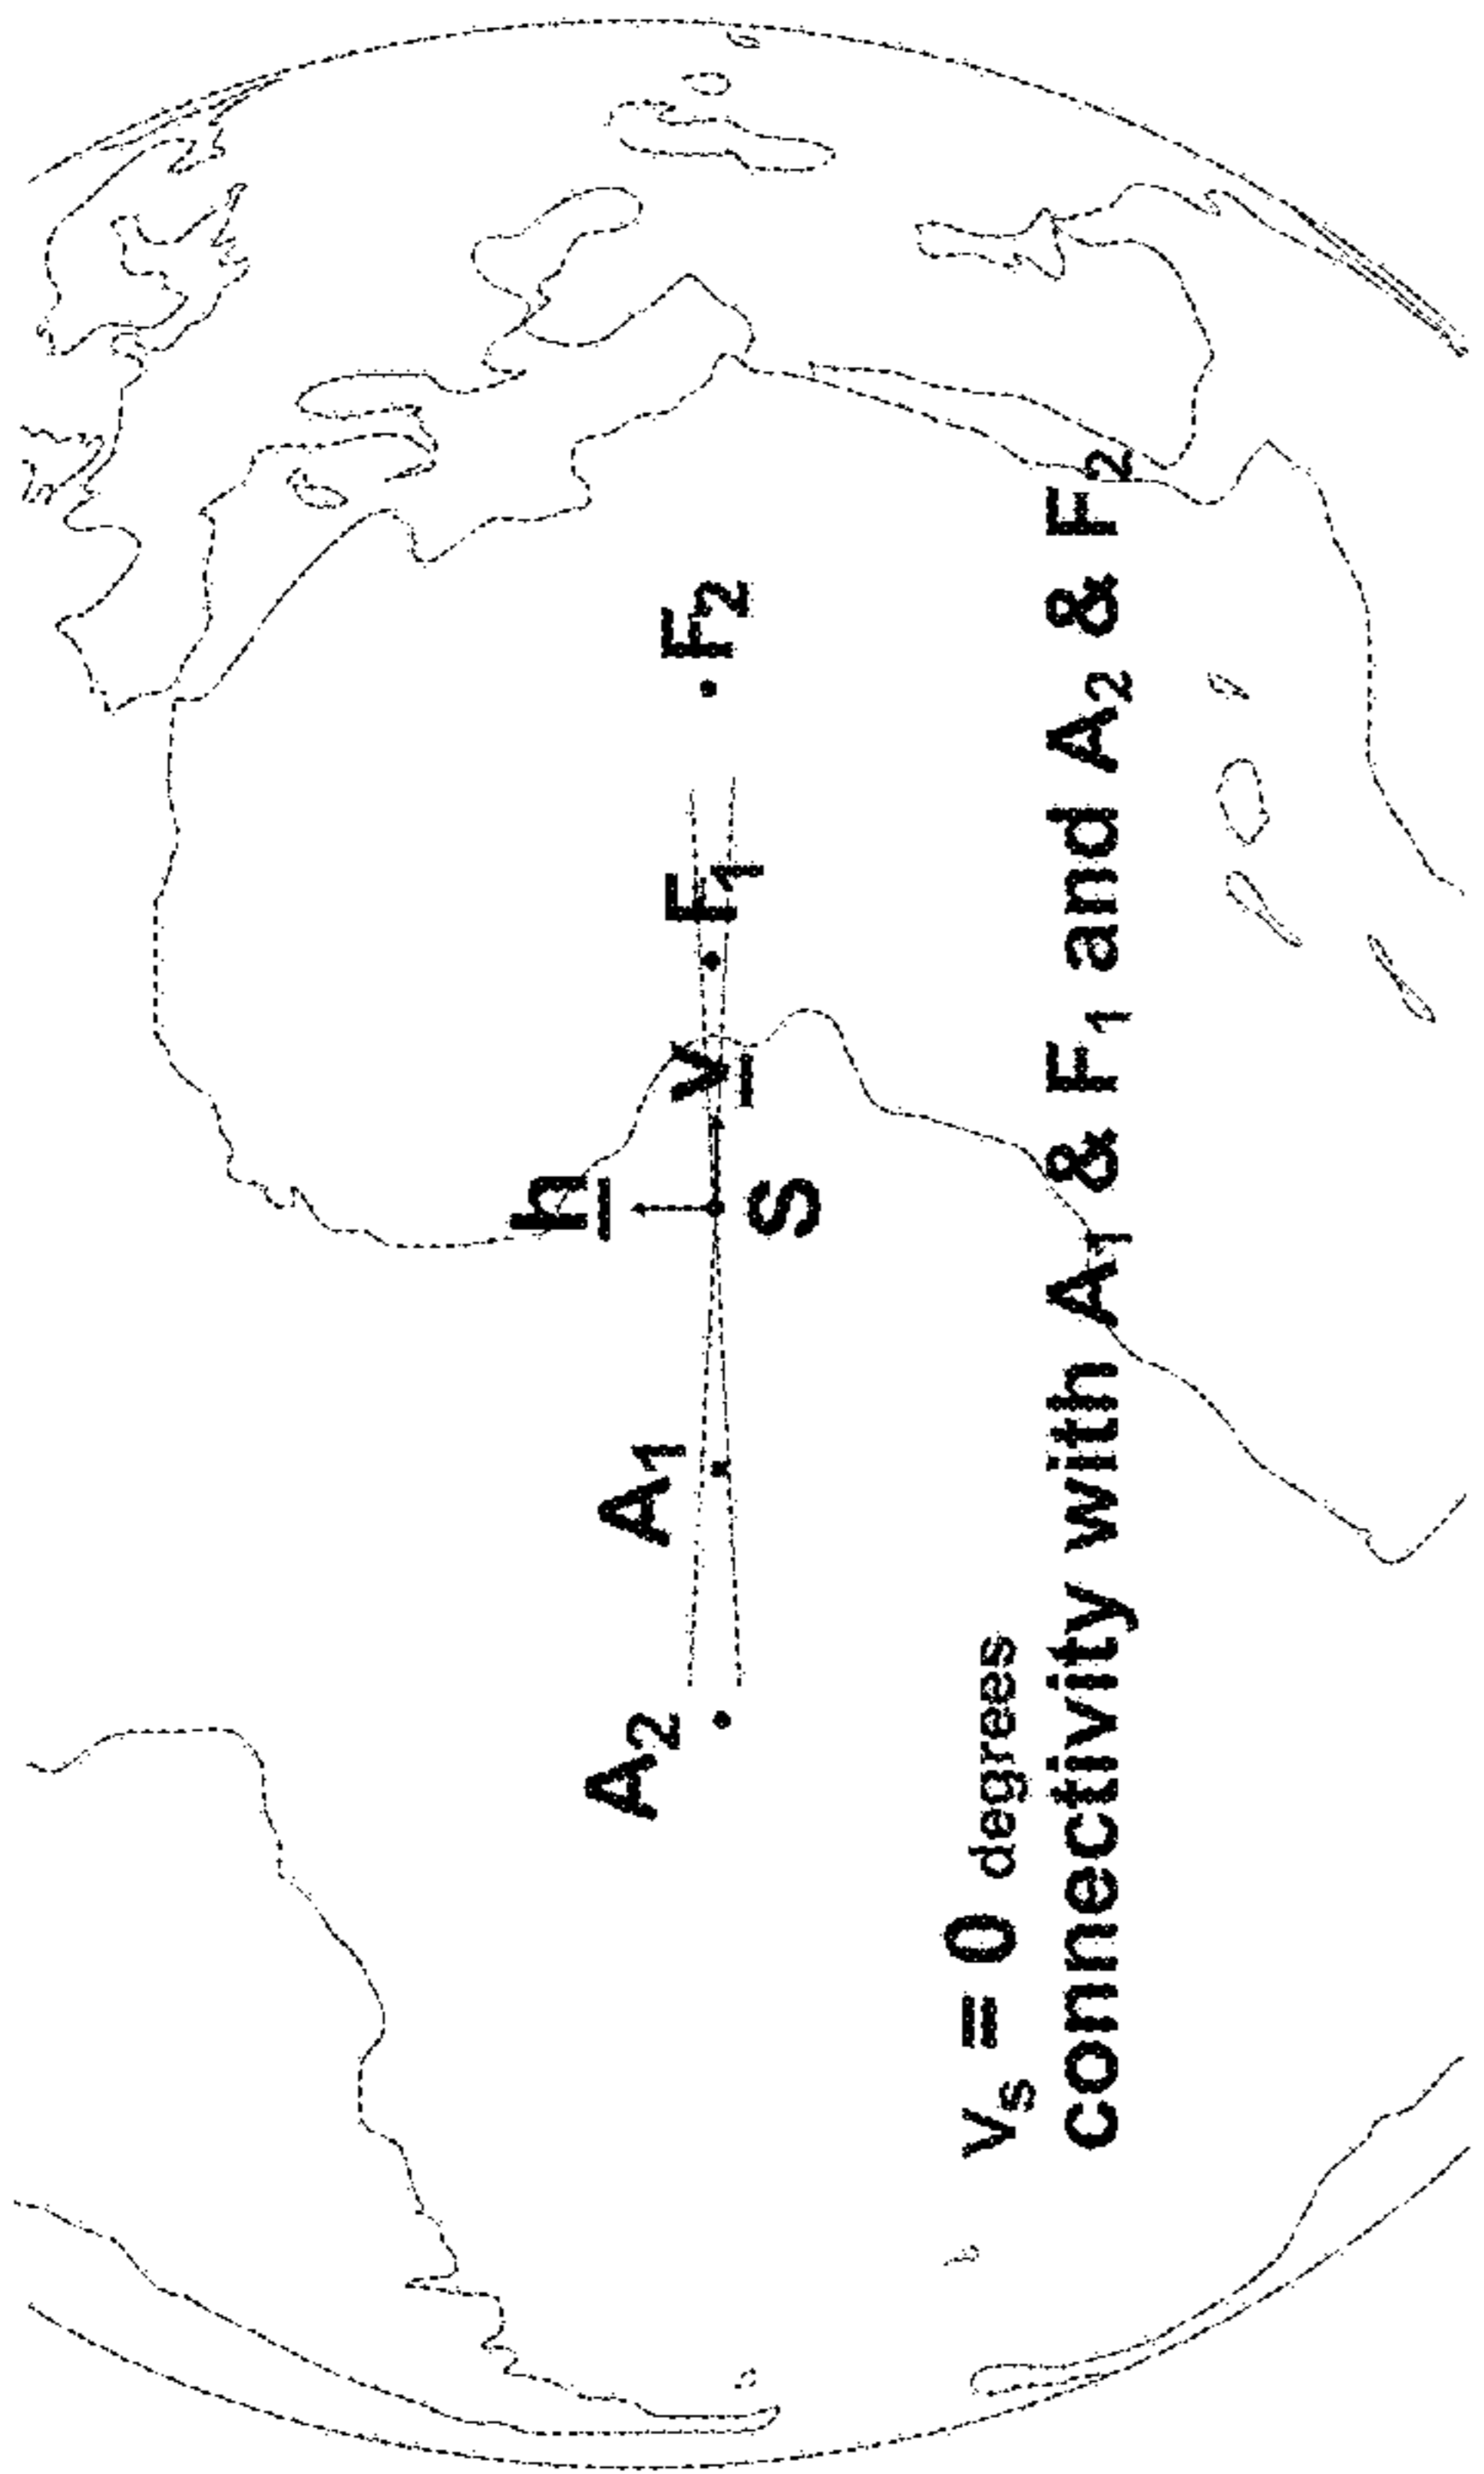 h
v
S
A₂
A₁
F₁
F₂
vₛ = 0 degrees
connectivity with A₁ & F₁ and A₂ & F₂